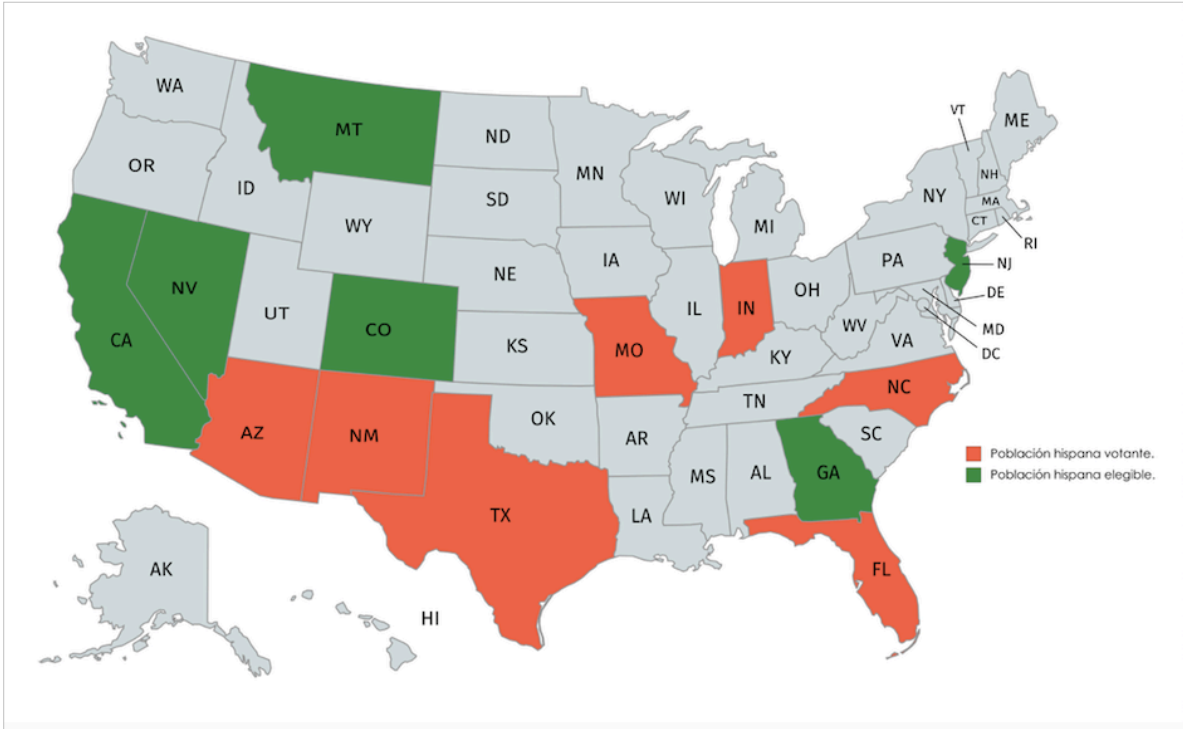 WA
MT
ND
MN
VT
ME
OR
ID
SD
WI
NY
NH
MA
WY
MI
CT
RI
NE
IA
PA
NJ
NV
UT
CO
IL
IN
OH
DE
CA
KS
MO
WV
VA
MD
KY
DC
NC
AZ
NM
OK
TN
AR
SC
Población hispana votante.
MS
AL
GA
Población hispana elegible.
TX
LA
AK
FL
HI